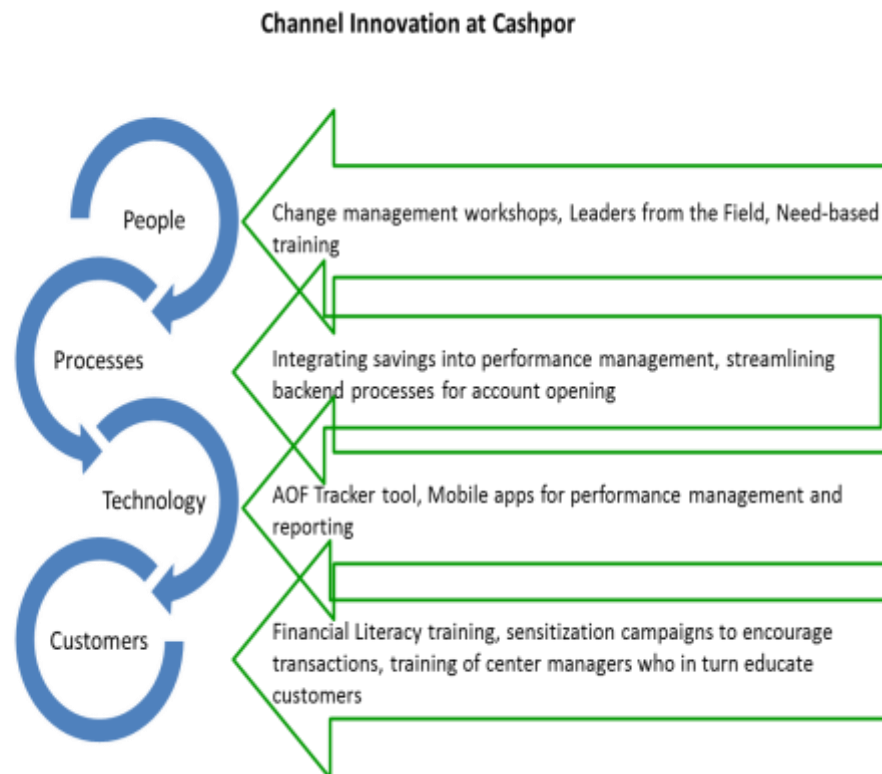 Channel Innovation at Cashpor
People
Change management workshops, Leaders from the Field, Need-based
training
Processes
Integrating savings into performance management, streamlining
backend processes for account opening
Technology
AOF Tracker tool, Mobile apps for performance management and
reporting
Customers
Financial Literacy training, sensitization campaigns to encourage
transactions, training of center managers who in turn educate
customers